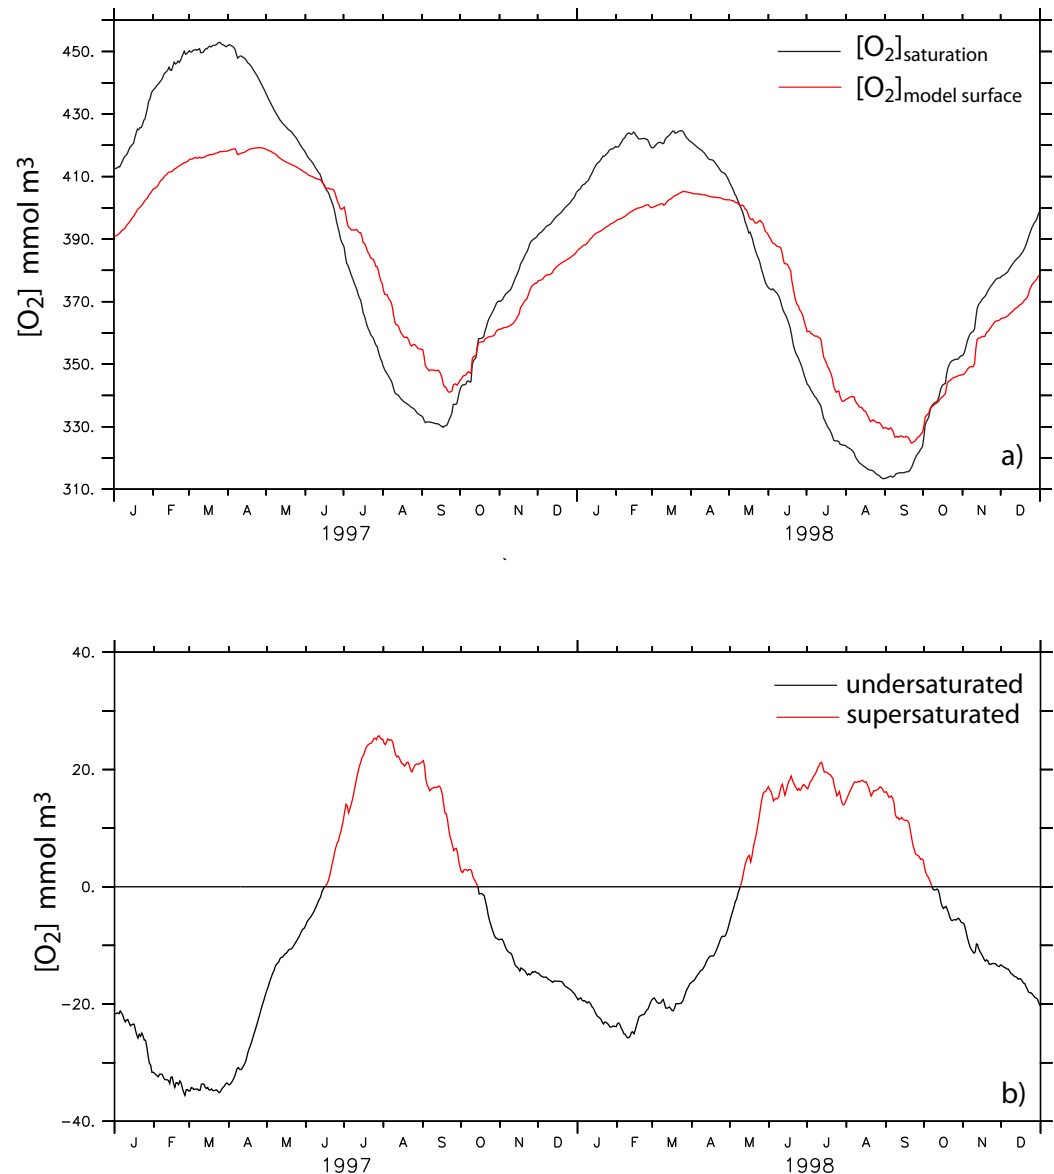 [O₂]saturation
[O₂]model surface
450.
430.
410.
390.
370.
350.
330.
310.
[O₂] mmol m³
a)
J F M A M J J A S O N D J F M A M J J A S O N D
1997 1998
40.
20.
0.
−20.
−40.
[O₂] mmol m³
undersaturated
supersaturated
b)
J F M A M J J A S O N D J F M A M J J A S O N D
1997 1998